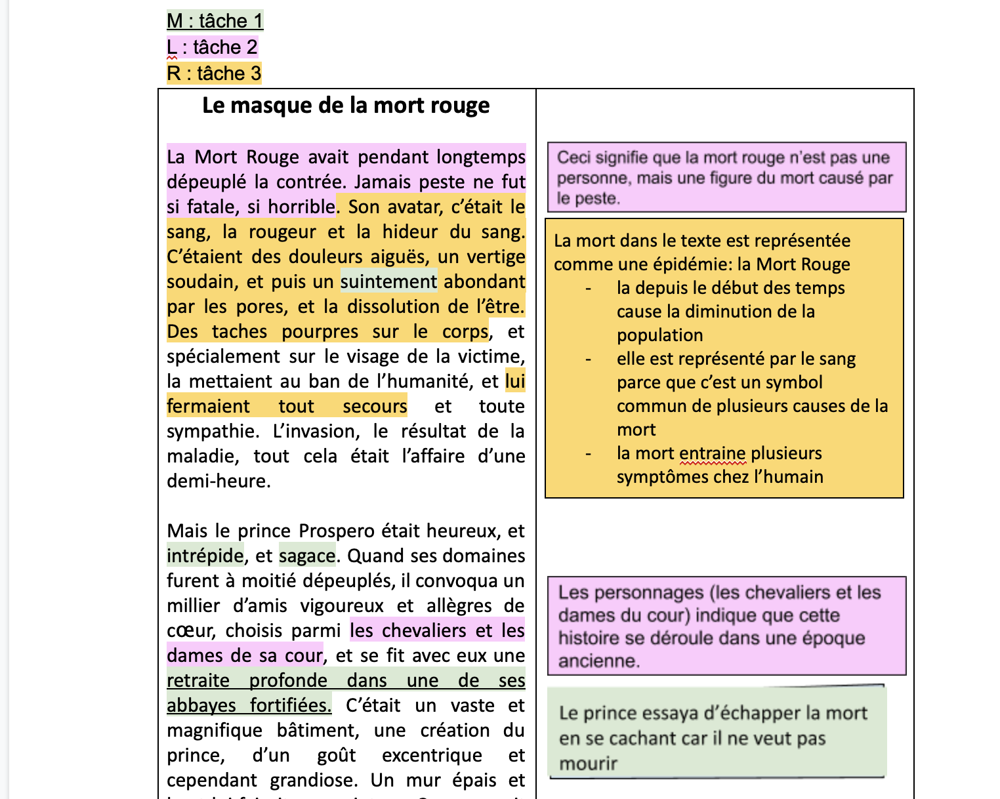 M : tâche 1
L : tâche 2
R : tâche 3
Le masque de la mort rouge
La Mort Rouge avait pendant longtemps
dépeuplé la contrée. Jamais peste ne fut
si fatale, si horrible. Son avatar, c’était le
sang, la rougeur et la hideur du sang.
C’étaient des douleurs aiguës, un vertige
soudain, et puis un suintement abondant
par les pores, et la dissolution de l’être.
Des taches pourpres sur le corps, et
spécialement sur le visage de la victime,
la mettaient au ban de l’humanité, et lui
fermaient tout secours et toute
sympathie. L’invasion, le résultat de la
maladie, tout cela était l’affaire d’une
demi-heure.
Mais le prince Prospero était heureux, et
intrépide, et sagace. Quand ses domaines
furent à moitié dépeuplés, il convoqua un
millier d’amis vigoureux et allègres de
cœur, choisis parmi les chevaliers et les
dames de sa cour, et se fit avec eux une
retraite profonde dans une de ses
abbayes fortifiées. C’était un vaste et
magnifique bâtiment, une création du
prince, d’un goût excentrique et
cependant grandiose. Un mur épais et
Ceci signifie que la mort rouge n’est pas une
personne, mais une figure du mort causé par
le peste.
La mort dans le texte est représentée
comme une épidémie: la Mort Rouge
- la depuis le début des temps
cause la diminution de la
population
- elle est représenté par le sang
parce que c’est un symbol
commun de plusieurs causes de la
mort
- la mort entraine plusieurs
symptômes chez l’humain
Les personnages (les chevaliers et les
dames du cour) indique que cette
histoire se déroule dans une époque
ancienne.
Le prince essaya d’échapper la mort
en se cachant car il ne veut pas
mourir